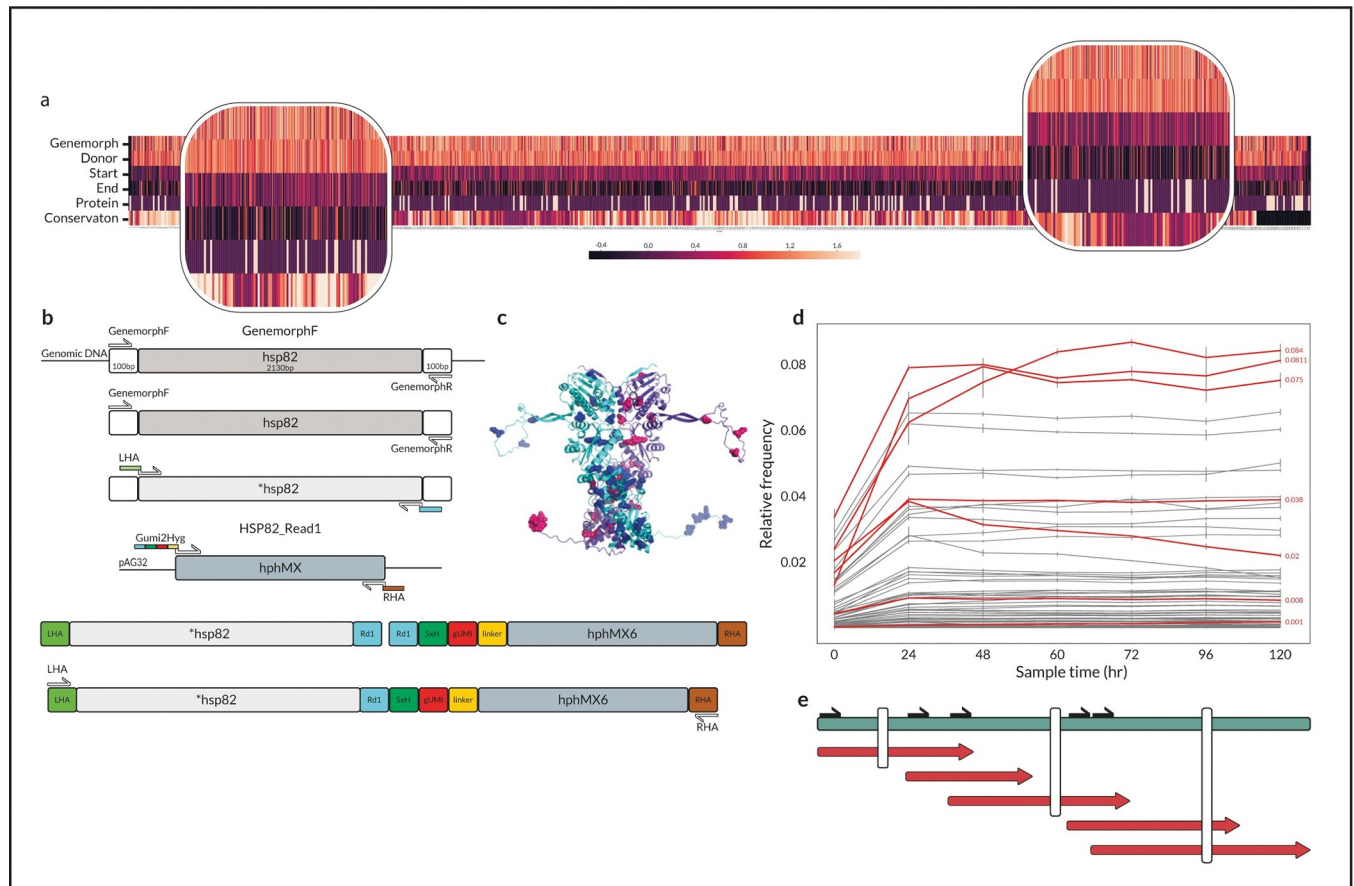 a
Genemorph
Donor
Start
End
Protein
Conservaton
-0.4 0.0 0.4 0.8 1.2 1.6
b
GenemorphF
GenemorphF
Genomic DNA
100bp
hsp82
2130bp
100bp
GenemorphR
GenemorphF
hsp82
GenemorphR
LHA
*hsp82
HSP82_Read1
Gumi2Hyg
pAG32
hphMX
RHA
LHA *hsp82 Rd1 Rd1 5xH gUMI linker hphMX6 RHA
LHA
LHA *hsp82 Rd1 5xH gUMI linker hphMX6 RHA
RHA
c
d
Relative frequency
0.08
0.06
0.04
0.02
0.084
0.0811
0.075
0.038
0.02
0.008
0.001
0 24 48 60 72 96 120
Sample time (hr)
e